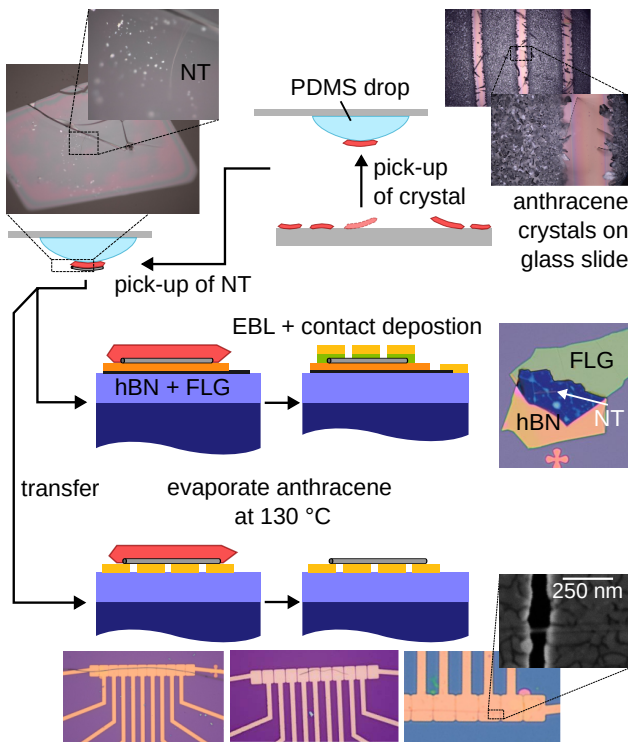 NT
PDMS drop
pick-up
of crystal
anthracene
crystals on
glass slide
pick-up of NT
EBL + contact depostion
hBN + FLG
FLG
NT
hBN
transfer
evaporate anthracene
at 130 °C
250 nm